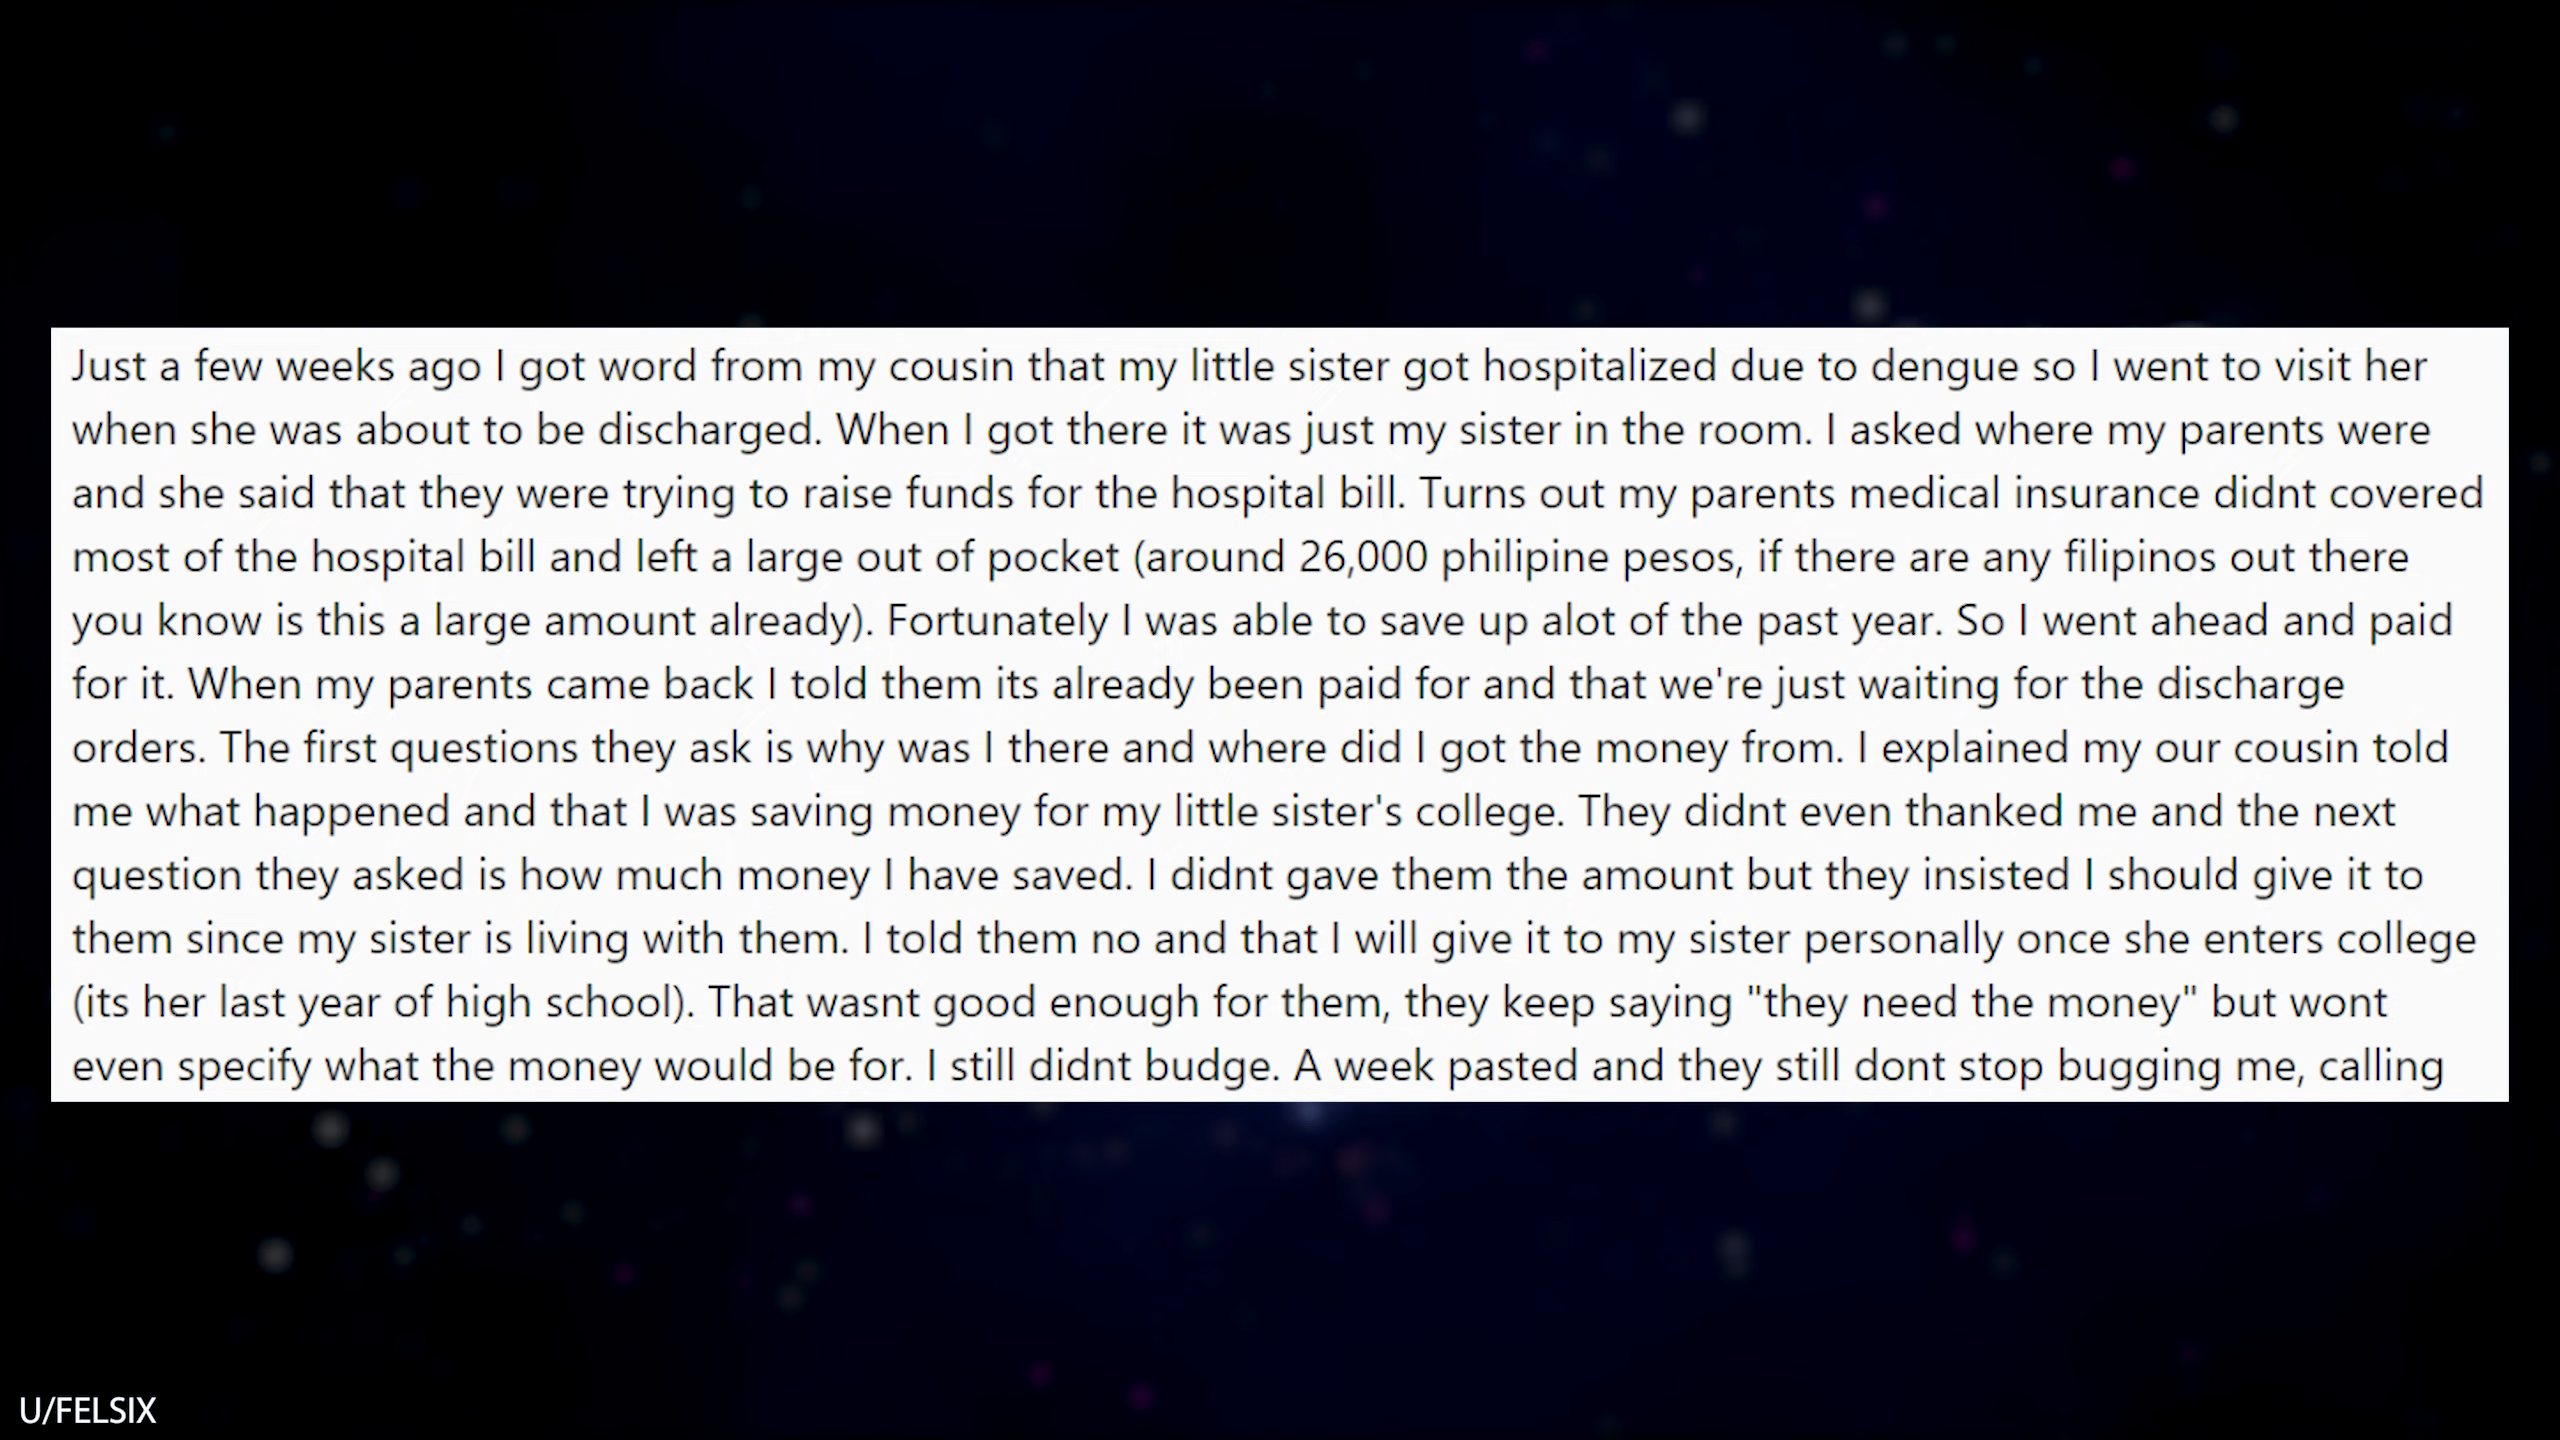 Just a few weeks ago I got word from my cousin that my little sister got hospitalized due to dengue so I went to visit her
when she was about to be discharged. When I got there it was just my sister in the room. I asked where my parents were
and she said that they were trying to raise funds for the hospital bill. Turns out my parents medical insurance didnt covered
most of the hospital bill and left a large out of pocket (around 26,000 philipine pesos, if there are any filipinos out there
you know is this a large amount already). Fortunately I was able to save up alot of the past year. So I went ahead and paid
for it. When my parents came back I told them its already been paid for and that we're just waiting for the discharge
orders. The first questions they ask is why was I there and where did I got the money from. I explained my our cousin told
me what happened and that I was saving money for my little sister's college. They didnt even thanked me and the next
question they asked is how much money I have saved. I didnt gave them the amount but they insisted I should give it to
them since my sister is living with them. I told them no and that I will give it to my sister personally once she enters college
(its her last year of high school). That wasnt good enough for them, they keep saying "they need the money" but wont
even specify what the money would be for. I still didnt budge. A week pasted and they still dont stop bugging me, calling
U/FELSIX